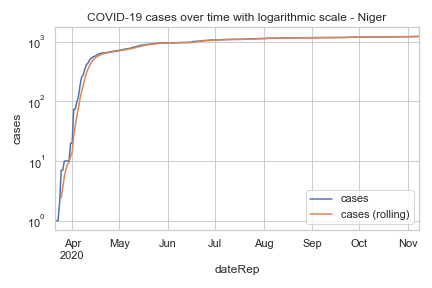 COVID-19 cases over time with logarithmic scale - Niger
10³
10²
10¹
10⁰
cases
cases
cases (rolling)
Apr May Jun Jul Aug Sep Oct Nov
2020
dateRep